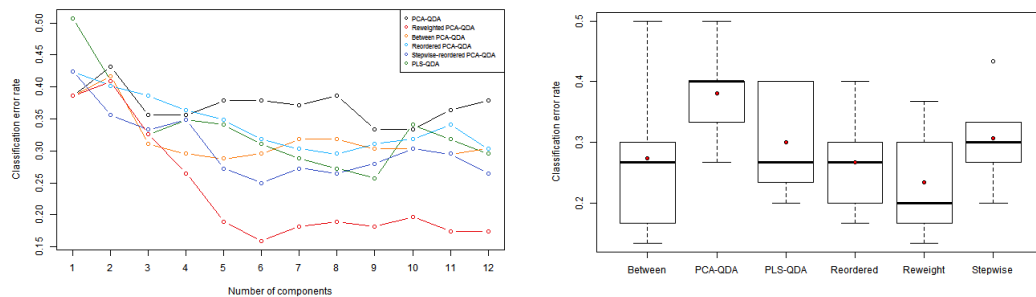 Classification error rate
0.50
0.45
0.40
0.35
0.30
0.25
0.20
0.15
PCA-QDA
Reweighted PCA-QDA
Between PCA-QDA
Reordered PCA-QDA
Stepwise-reordered PCA-QDA
PLS-QDA
1 2 3 4 5 6 7 8 9 10 11 12
Number of components
Classification error rate
0.5
0.4
0.3
0.2
Between PCA-QDA PLS-QDA Reordered Reweight Stepwise